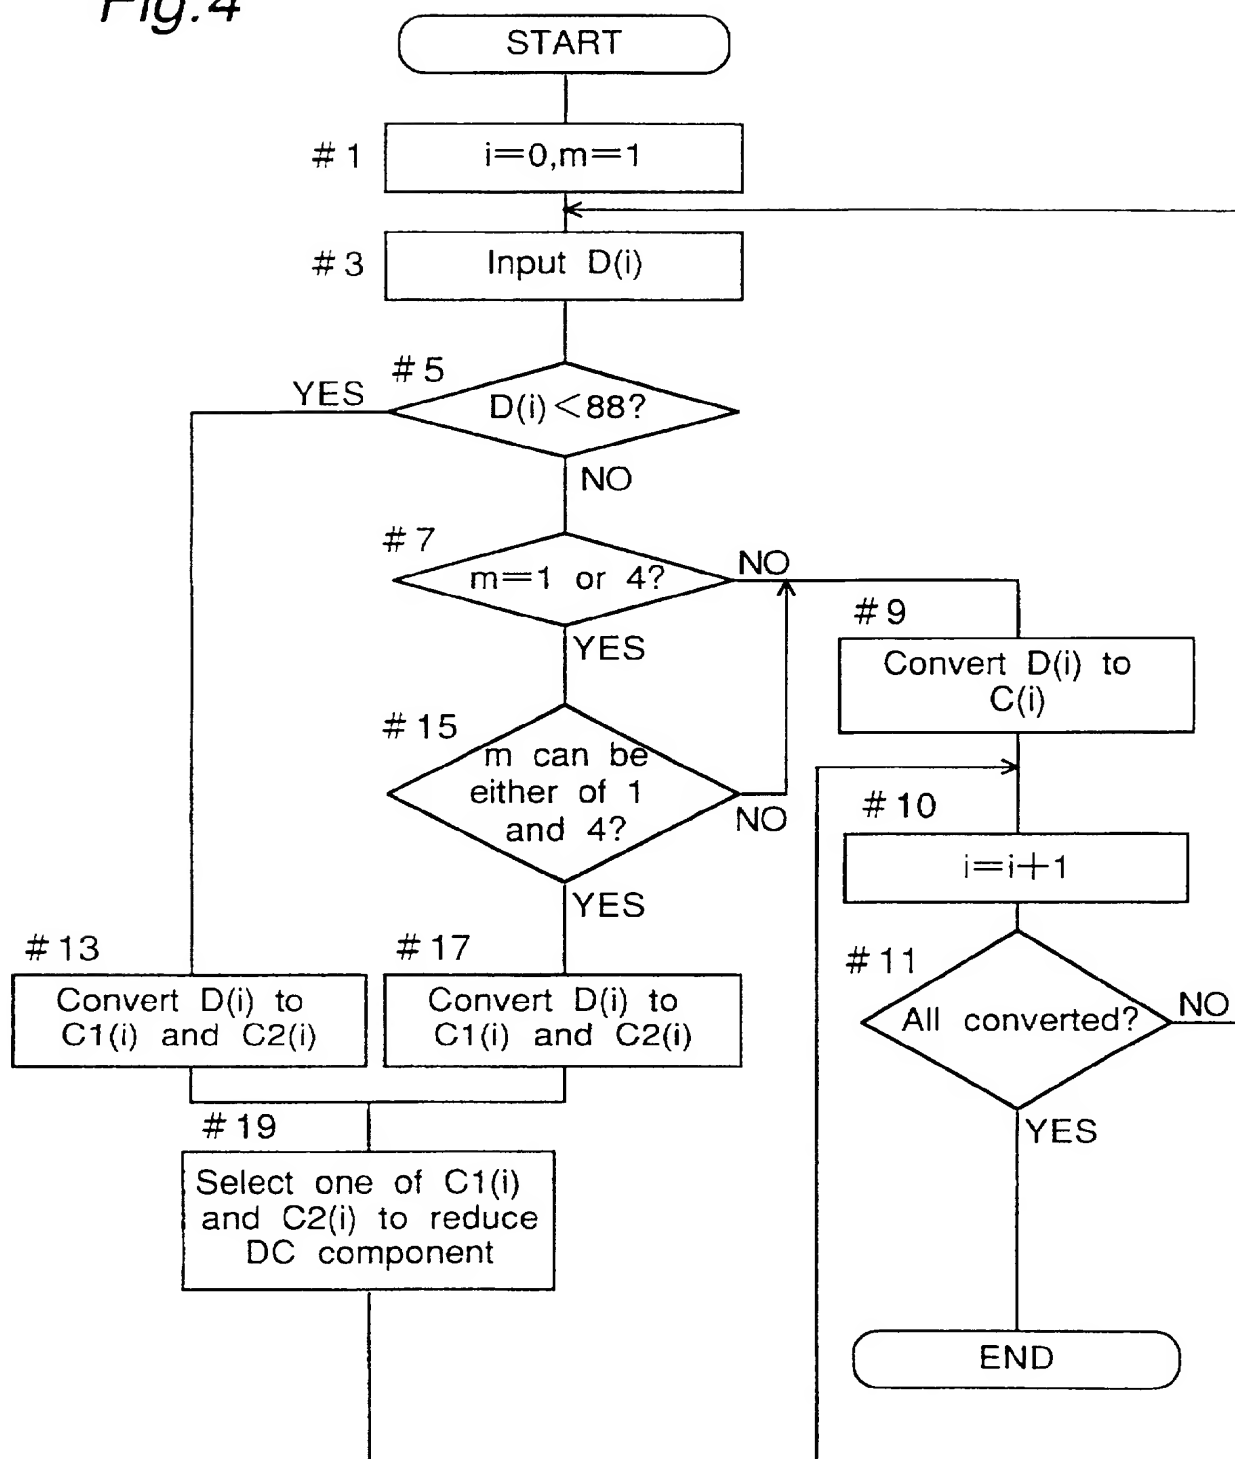 Fig.4
START
#1
i=0,m=1
#3
Input D(i)
#5
YES
D(i)<88?
NO
#7
m=1 or 4?
NO
YES
#9
Convert D(i) to
C(i)
#15
m can be
either of 1
and 4?
NO
YES
#10
i=i+1
#11
All converted?
NO
YES
#13
Convert D(i) to
C1(i) and C2(i)
#17
Convert D(i) to
C1(i) and C2(i)
#19
Select one of C1(i)
and C2(i) to reduce
DC component
END